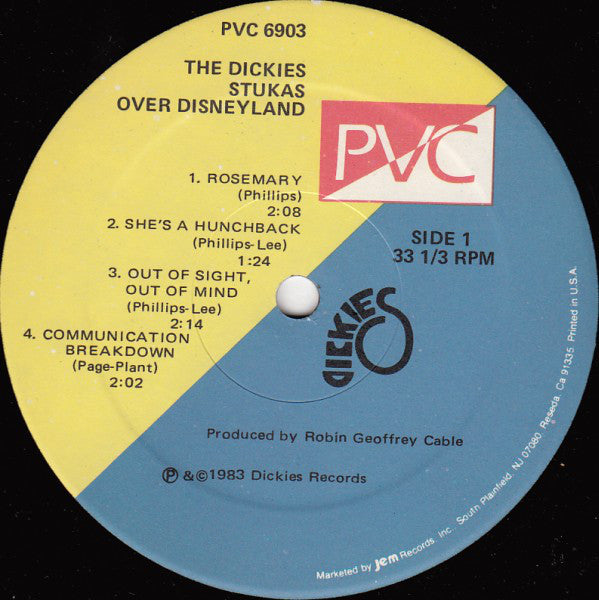 PVC 6903
THE DICKIES
STUKAS
OVER DISNEYLAND
PVC
1. ROSEMARY
(Phillips)
2:08
2. SHE'S A HUNCHBACK
(Phillips-Lee)
1:24
3. OUT OF SIGHT,
OUT OF MIND
(Phillips-Lee)
2:14
4. COMMUNICATION
BREAKDOWN
(Page-Plant)
2:02
SIDE 1
33 1/3 RPM
DICKIES
Produced by Robin Geoffrey Cable
℗ &©1983 Dickies Records
Marketed by Jem Records, Inc. South Plainfield, NJ 07080, Reseda, Ca 91335. Printed in U.S.A.